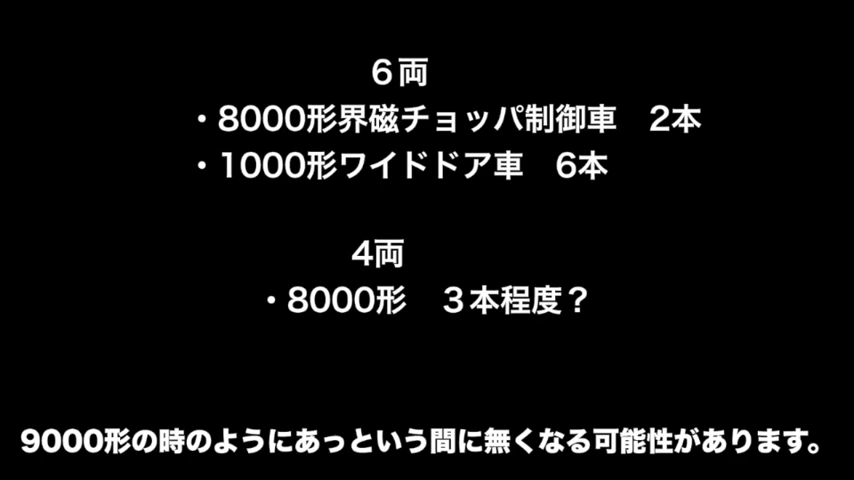 ６両
・8000形界磁チョッパ制御車　2本
・1000形ワイドドア車　6本
4両
・8000形　３本程度？
9000形の時のようにあっという間に無くなる可能性があります。